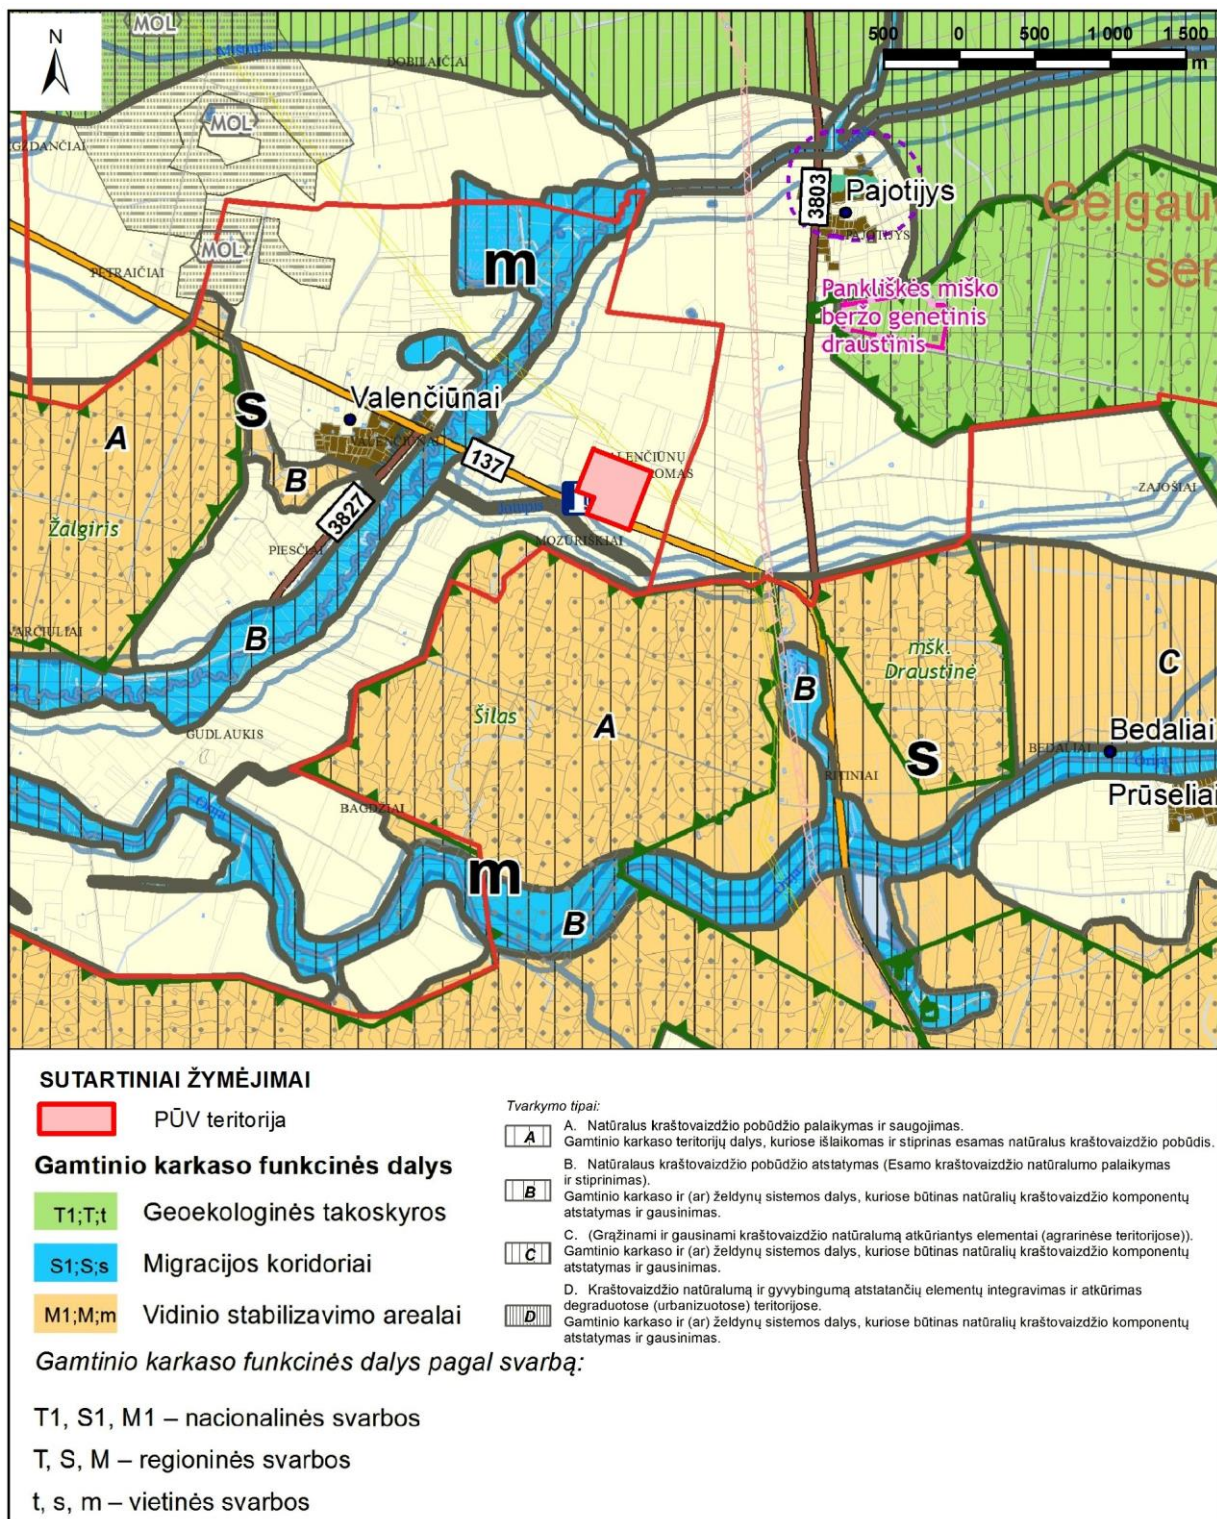 N
MOL
Mituva
DOBILAIČIAI
500 0 500 1 000 1 500
m
MOL
3803
Pajotijys
PAJOTIJYS
MOL
m
PETRAIČIAI
Pankliškės miško
beržo genetinis
draustinis
S
Valenčiūnai
A
137
B
3827
ZAJOŠIAI
Žalgiris
PIESČIAI
MOZŪRIŠKIAI
B
mšk.
Draustinė
C
B
Šilas
A
GUDLAUKIS
S
BEDALIAI
Bedaliai
RITINIAI
Prūseliai
BAGDŽIAI
m
B
SUTARTINIAI ŽYMĖJIMAI
PŪV teritorija
Gamtinio karkaso funkcinės dalys
T1;T;t Geoekologinės takoskyros
S1;S;s Migracijos koridoriai
M1;M;m Vidinio stabilizavimo arealai
Gamtinio karkaso funkcinės dalys pagal svarbą:
T1, S1, M1 – nacionalinės svarbos
T, S, M – regioninės svarbos
t, s, m – vietinės svarbos
Tvarkymo tipai:
A A. Natūralus kraštovaizdžio pobūdžio palaikymas ir saugojimas.
Gamtinio karkaso teritorijų dalys, kuriose išlaikomas ir stiprinas esamas natūralus kraštovaizdžio pobūdis.
B. Natūralaus kraštovaizdžio pobūdžio atstatymas (Esamo kraštovaizdžio natūralumo palaikymas
B ir stiprinimas).
Gamtinio karkaso ir (ar) želdynų sistemos dalys, kuriose būtinas natūralių kraštovaizdžio komponentų
atstatymas ir gausinimas.
C. (Grąžinami ir gausinami kraštovaizdžio natūralumą atkūriantys elementai (agrarinėse teritorijose)).
C Gamtinio karkaso ir (ar) želdynų sistemos dalys, kuriose būtinas natūralių kraštovaizdžio komponentų
atstatymas ir gausinimas.
D. Kraštovaizdžio natūralumą ir gyvybingumą atstatančių elementų integravimas ir atkūrimas
D degraduotose (urbanizuotose) teritorijose.
Gamtinio karkaso ir (ar) želdynų sistemos dalys, kuriose būtinas natūralių kraštovaizdžio komponentų
atstatymas ir gausinimas.